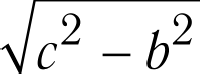 √(c² − b²)